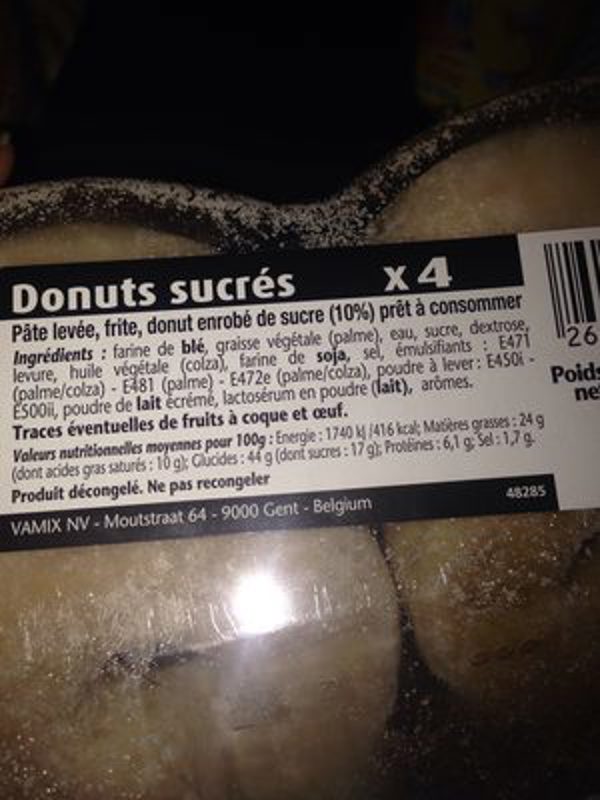 Donuts sucrés x4
Pâte levée, frite, donut enrobé de sucre (10%) prêt à consommer
Ingrédients : farine de blé, graisse végétale (palme), eau, sucre, dextrose,
levure, huile végétale (colza), farine de soja, sel, émulsifiants : E471
(palme/colza) - E481 (palme) - E472e (palme/colza), poudre à lever : E450i -
E500ii, poudre de lait écrémé, lactosérum en poudre (lait), arômes.
Traces éventuelles de fruits à coque et œuf.
Valeurs nutritionnelles moyennes pour 100g : Energie : 1740 kJ /416 kcal; Matières grasses : 24 g
(dont acides gras saturés : 10 g); Glucides : 44 g (dont sucres : 17 g); Protéines : 6,1 g; Sel : 1,7 g.
Produit décongelé. Ne pas recongeler
VAMIX NV - Moutstraat 64 - 9000 Gent - Belgium
48285
26
Poids
ne